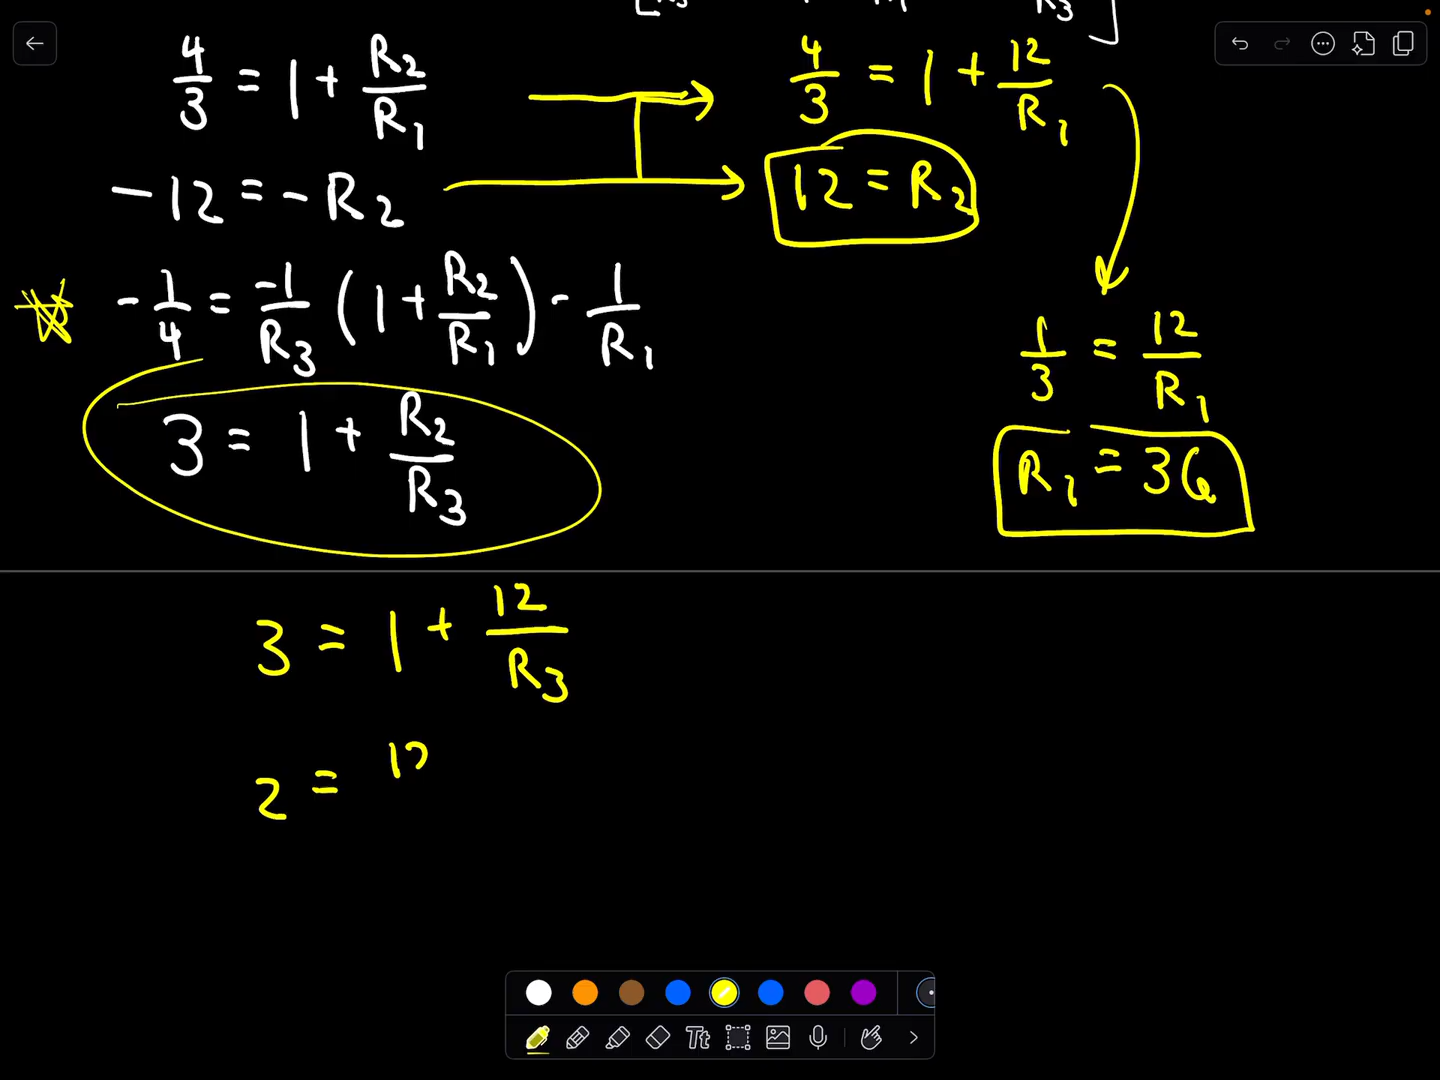 4/3 = 1 + R₂/R₁
-12 = -R₂
-1/4 = -1/R₃ (1 + R₂/R₁) - 1/R₁
3 = 1 + R₂/R₃
4/3 = 1 + 12/R₁
12 = R₂
1/3 = 12/R₁
R₁ = 36
3 = 1 + 12/R₃
2 = 12
Tt